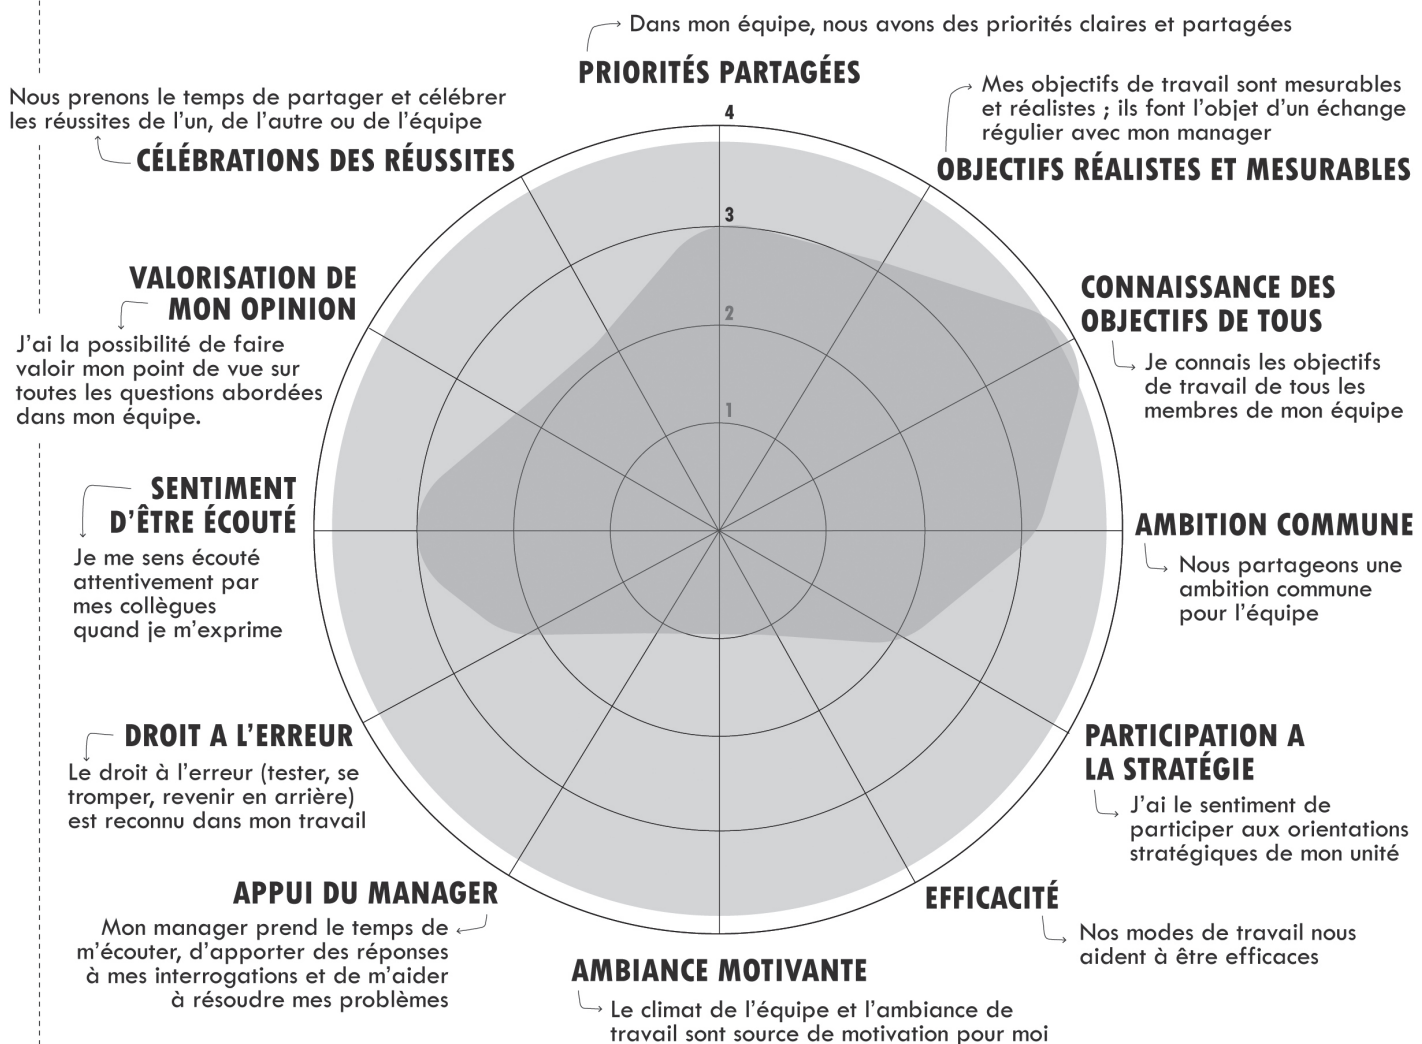 Dans mon équipe, nous avons des priorités claires et partagées
PRIORITÉS PARTAGÉES
4
3
2
1
Mes objectifs de travail sont mesurables
et réalistes ; ils font l'objet d'un échange
régulier avec mon manager
OBJECTIFS RÉALISTES ET MESURABLES
CONNAISSANCE DES
OBJECTIFS DE TOUS
Je connais les objectifs
de travail de tous les
membres de mon équipe
AMBITION COMMUNE
Nous partageons une
ambition commune
pour l'équipe
PARTICIPATION A
LA STRATÉGIE
J'ai le sentiment de
participer aux orientations
stratégiques de mon unité
EFFICACITÉ
Nos modes de travail nous
aident à être efficaces
AMBIANCE MOTIVANTE
Le climat de l'équipe et l'ambiance de
travail sont source de motivation pour moi
APPUI DU MANAGER
Mon manager prend le temps de
m'écouter, d'apporter des réponses
à mes interrogations et de m'aider
à résoudre mes problèmes
DROIT A L'ERREUR
Le droit à l'erreur (tester, se
tromper, revenir en arrière)
est reconnu dans mon travail
SENTIMENT
D'ÊTRE ÉCOUTÉ
Je me sens écouté
attentivement par
mes collègues
quand je m'exprime
VALORISATION DE
MON OPINION
J'ai la possibilité de faire
valoir mon point de vue sur
toutes les questions abordées
dans mon équipe.
Nous prenons le temps de partager et célébrer
les réussites de l'un, de l'autre ou de l'équipe
CÉLÉBRATIONS DES RÉUSSITES